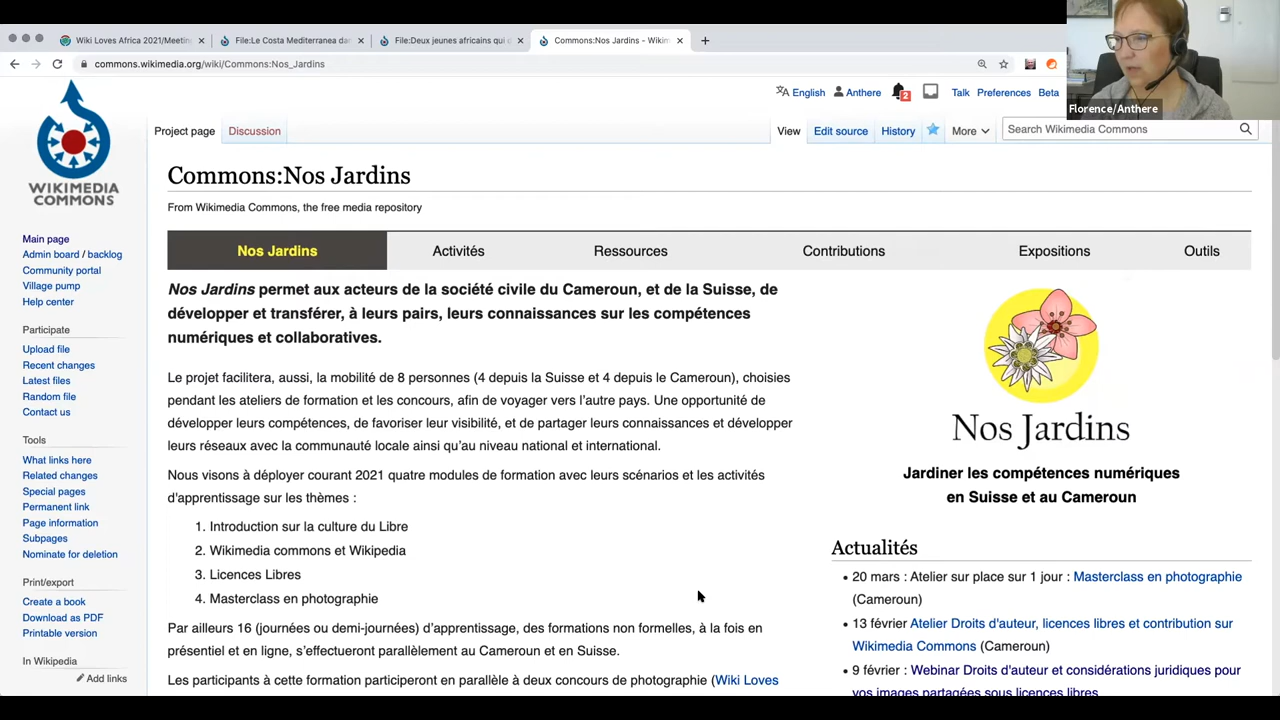 Wiki Loves Africa 2021/Meetin
File:Le Costa Mediterranea da
File:Deux jeunes africains qui d
Commons:Nos Jardins – Wikim
commons.wikimedia.org/wiki/Commons:Nos_Jardins
Florence/Anthere
English
Anthere
2
Talk
Preferences
Beta
Project page
Discussion
View
Edit source
History
More
Search Wikimedia Commons
WIKIMEDIA
COMMONS
Main page
Admin board / backlog
Community portal
Village pump
Help center
Participate
Upload file
Recent changes
Latest files
Random file
Contact us
Tools
What links here
Related changes
Special pages
Permanent link
Page information
Subpages
Nominate for deletion
Print/export
Create a book
Download as PDF
Printable version
In Wikipedia
Add links
Commons:Nos Jardins
From Wikimedia Commons, the free media repository
Nos Jardins
Activités
Ressources
Contributions
Expositions
Outils
Nos Jardins permet aux acteurs de la société civile du Cameroun, et de la Suisse, de
développer et transférer, à leurs pairs, leurs connaissances sur les compétences
numériques et collaboratives.
Le projet facilitera, aussi, la mobilité de 8 personnes (4 depuis la Suisse et 4 depuis le Cameroun), choisies
pendant les ateliers de formation et les concours, afin de voyager vers l'autre pays. Une opportunité de
développer leurs compétences, de favoriser leur visibilité, et de partager leurs connaissances et développer
leurs réseaux avec la communauté locale ainsi qu'au niveau national et international.
Nous visons à déployer courant 2021 quatre modules de formation avec leurs scénarios et les activités
d'apprentissage sur les thèmes :
1. Introduction sur la culture du Libre
2. Wikimedia commons et Wikipedia
3. Licences Libres
4. Masterclass en photographie
Par ailleurs 16 (journées ou demi-journées) d'apprentissage, des formations non formelles, à la fois en
présentiel et en ligne, s'effectueront parallèlement au Cameroun et en Suisse.
Les participants à cette formation participeront en parallèle à deux concours de photographie (Wiki Loves
Nos Jardins
Jardiner les compétences numériques
en Suisse et au Cameroun
Actualités
• 20 mars : Atelier sur place sur 1 jour : Masterclass en photographie
(Cameroun)
• 13 février Atelier Droits d'auteur, licences libres et contribution sur
Wikimedia Commons (Cameroun)
• 9 février : Webinar Droits d'auteur et considérations juridiques pour
vos images partagées sous licences libres